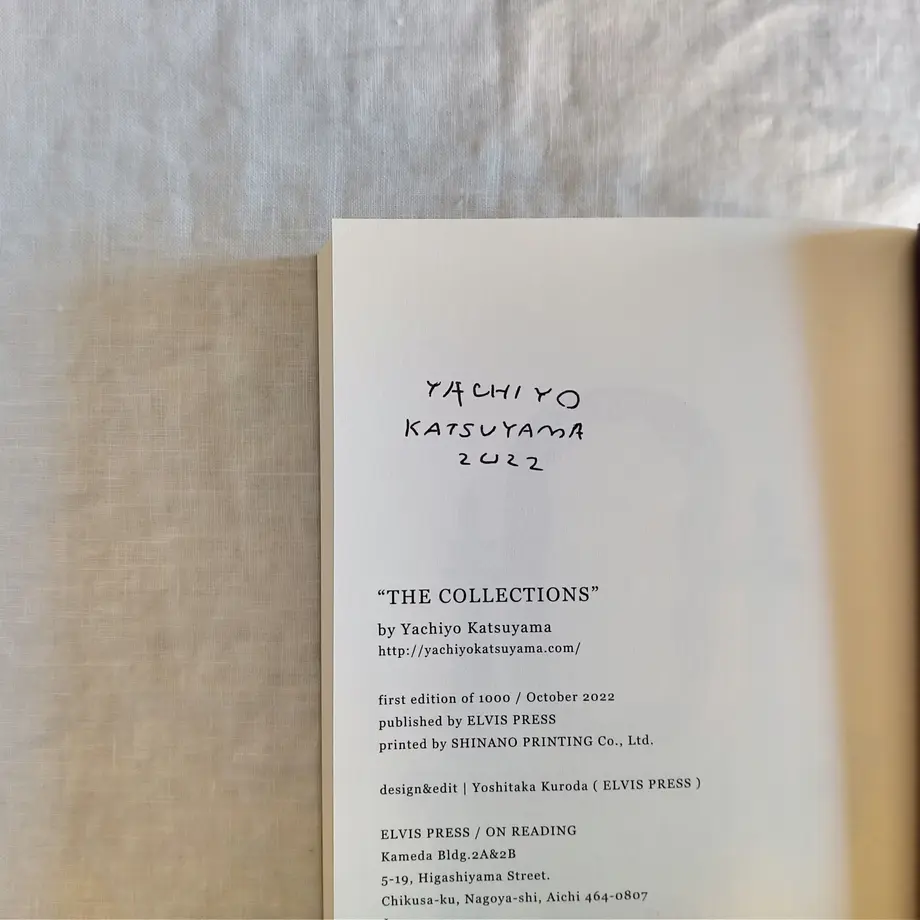 YACHIYO
KATSUYAMA
2022
“THE COLLECTIONS”
by Yachiyo Katsuyama
http://yachiyokatsuyama.com/
first edition of 1000 / October 2022
published by ELVIS PRESS
printed by SHINANO PRINTING Co., Ltd.
design&edit | Yoshitaka Kuroda ( ELVIS PRESS )
ELVIS PRESS / ON READING
Kameda Bldg.2A&2B
5-19, Higashiyama Street.
Chikusa-ku, Nagoya-shi, Aichi 464-0807